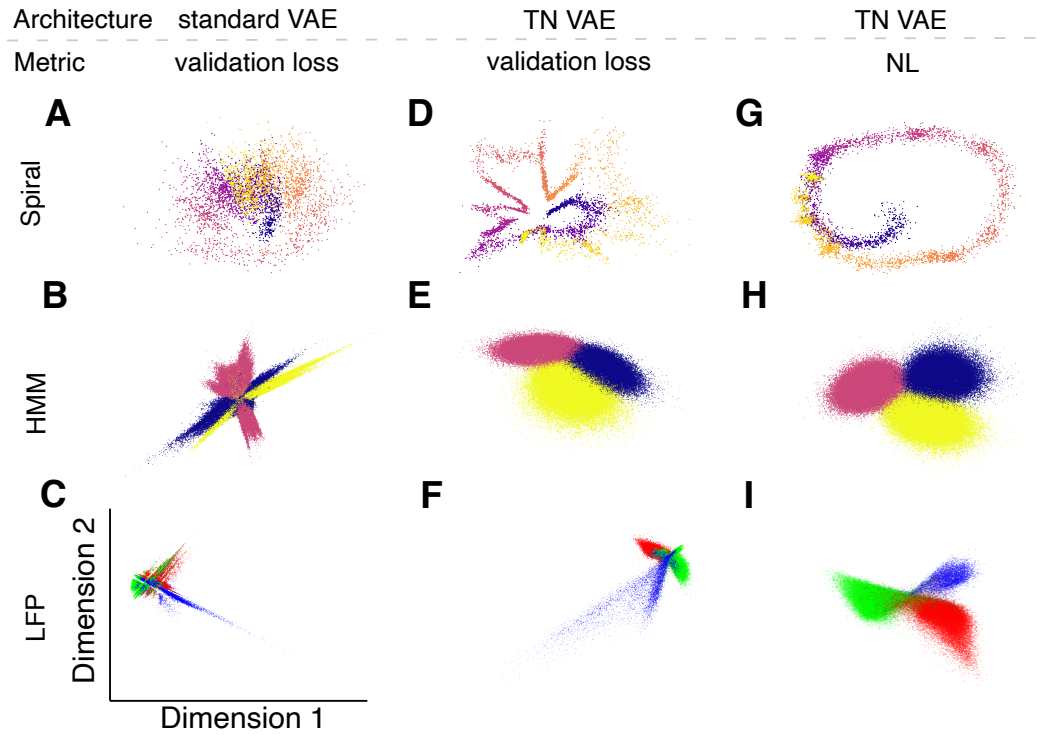 Architecture standard VAE TN VAE TN VAE
Metric validation loss validation loss NL
A D G
Spiral
B E H
HMM
C F I
LFP
Dimension 2
Dimension 1